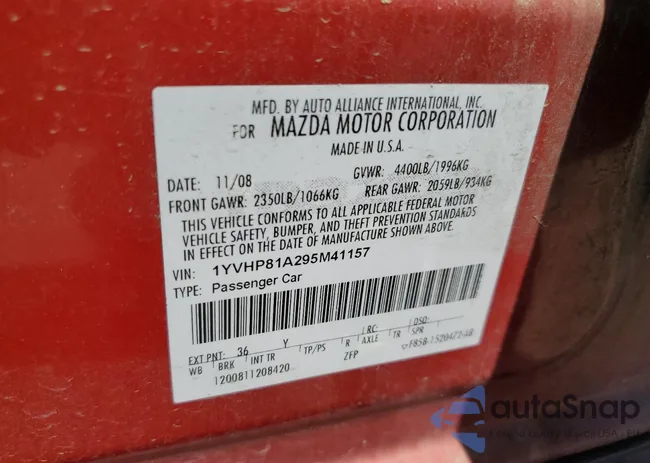 MFD. BY AUTO ALLIANCE INTERNATIONAL, INC.
FOR MAZDA MOTOR CORPORATION
MADE IN U.S.A.
DATE: 11/08 GVWR: 4400LB/1996KG
FRONT GAWR: 2350LB/1066KG REAR GAWR: 2059LB/934KG
THIS VEHICLE CONFORMS TO ALL APPLICABLE FEDERAL MOTOR
VEHICLE SAFETY, BUMPER, AND THEFT PREVENTION STANDARDS
IN EFFECT ON THE DATE OF MANUFACTURE SHOWN ABOVE.
VIN: 1YVHP81A295M41157
TYPE: Passenger Car
EXT PNT: 36 RC: DSO:
WB BRK INT TR TP/PS R AXLE TR SPR
Y ZFP
1200811208420
autoSnap